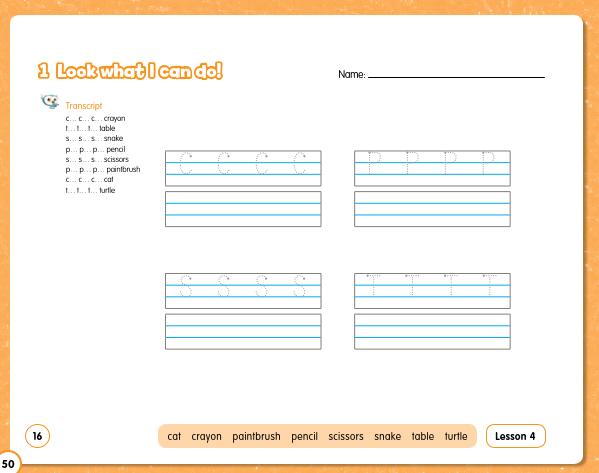 1 Look what I can do!
Name:
Transcript
c... c... c... crayon
t... t... t... table
s... s... s... snake
p... p... p... pencil
s... s... s... scissors
p... p... p... paintbrush
c... c... c... cat
t... t... t... turtle
C C C C
P P P P
S S S S
T T T T
16
cat crayon paintbrush pencil scissors snake table turtle
Lesson 4
50